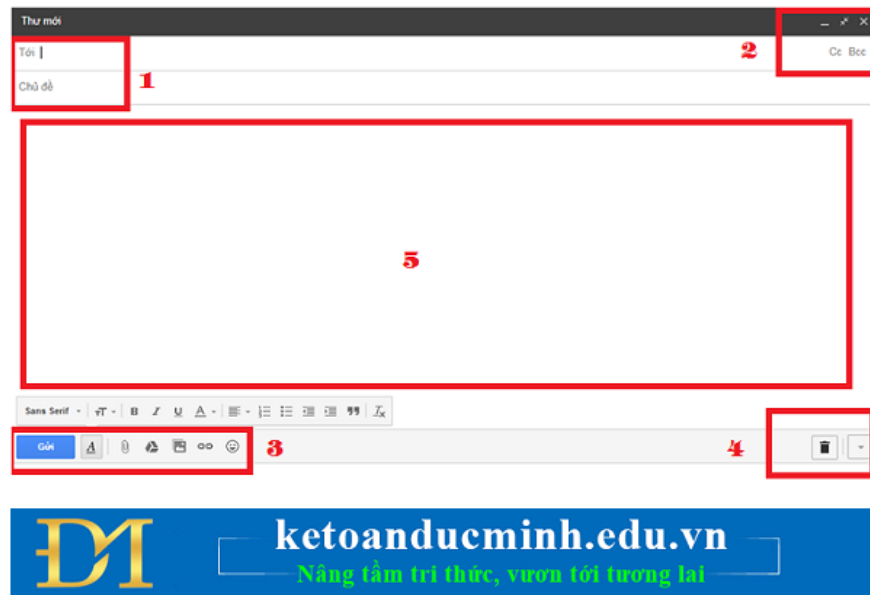 Thư mới
Tới
2
Cc Bcc
Chủ đề
1
5
Sans Serif
B I U A
Gửi A
3
4
ĐM
ketoanducminh.edu.vn
Nâng tầm tri thức, vươn tới tương lai